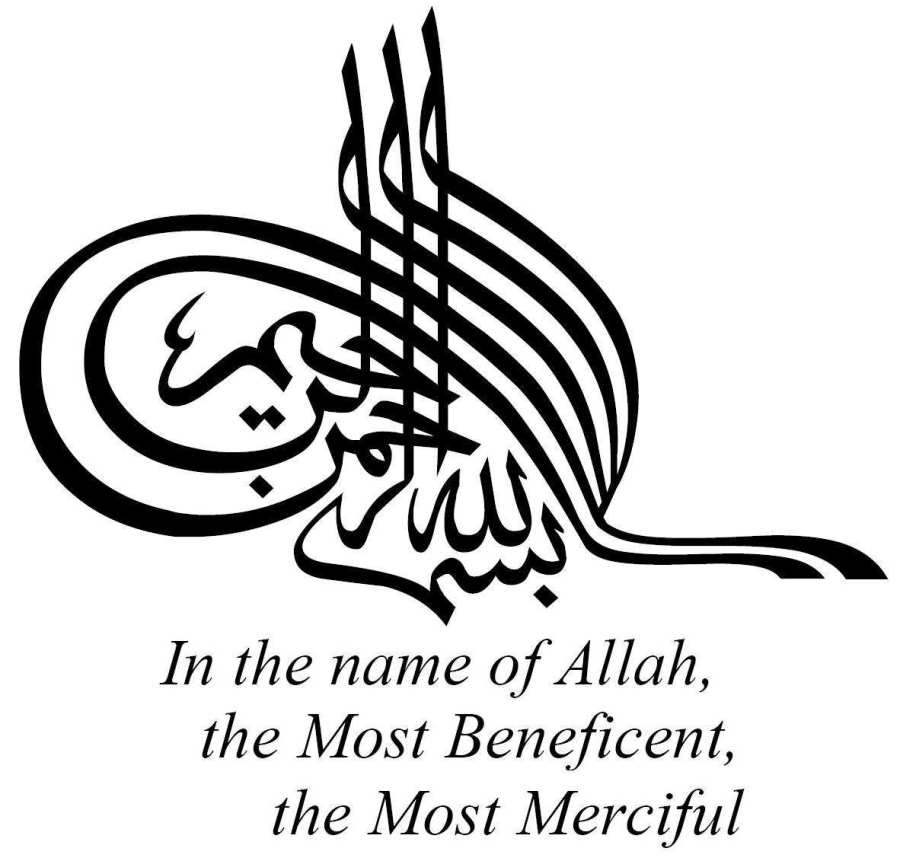 بسم الله الرحمن الرحيم
In the name of Allah,
the Most Beneficent,
the Most Merciful